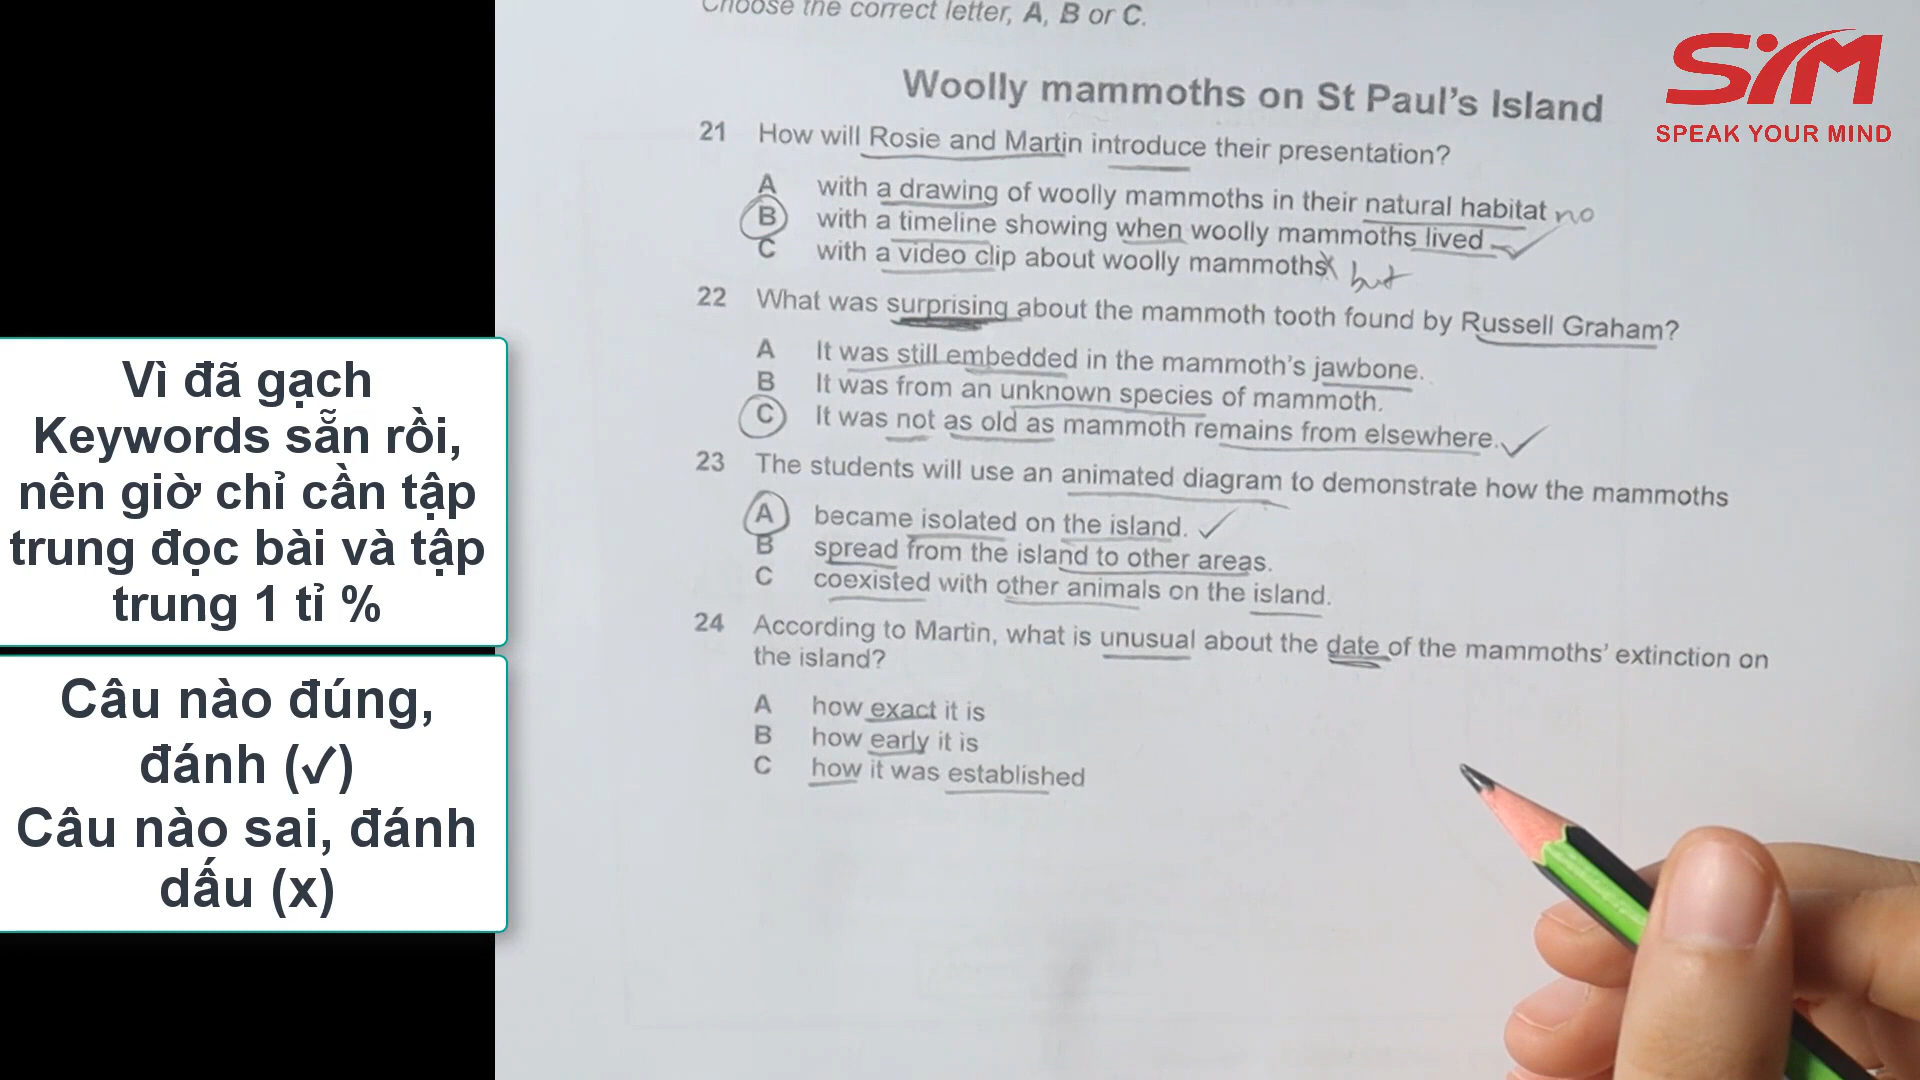 Choose the correct letter, A, B or C.
SIM
SPEAK YOUR MIND
Woolly mammoths on St Paul's Island
21 How will Rosie and Martin introduce their presentation?
A with a drawing of woolly mammoths in their natural habitat no
B with a timeline showing when woolly mammoths lived ✓
C with a video clip about woolly mammoths x but
22 What was surprising about the mammoth tooth found by Russell Graham?
A It was still embedded in the mammoth's jawbone.
B It was from an unknown species of mammoth.
C It was not as old as mammoth remains from elsewhere. ✓
23 The students will use an animated diagram to demonstrate how the mammoths
A became isolated on the island. ✓
B spread from the island to other areas.
C coexisted with other animals on the island.
24 According to Martin, what is unusual about the date of the mammoths' extinction on
the island?
A how exact it is
B how early it is
C how it was established
Vì đã gạch
Keywords sẵn rồi,
nên giờ chỉ cần tập
trung đọc bài và tập
trung 1 tỉ %
Câu nào đúng,
đánh (✓)
Câu nào sai, đánh
dấu (x)